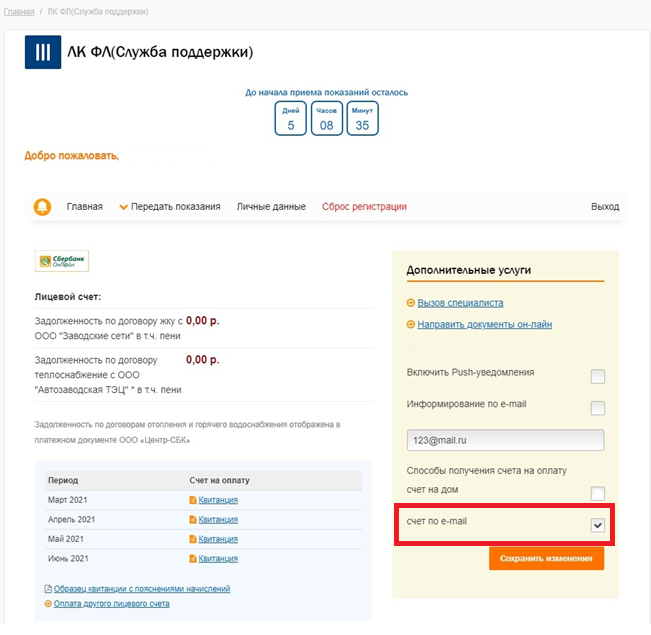 Главная / ЛК ФЛ(Служба поддержки)
ЛК ФЛ(Служба поддержки)
До начала приема показаний осталось
Дней Часов Минут
5 08 35
Добро пожаловать,
Главная Передать показания Личные данные Сброс регистрации Выход
Сбербанк
ОнЛ@йн
Лицевой счет:
Задолженность по договору жку с 0,00 р.
ООО "Заводские сети" в т.ч. пени
Задолженность по договору 0,00 р.
теплоснабжение с ООО
"Автозаводская ТЭЦ" * в т.ч. пени
Задолженность по договорам отопления и горячего водоснабжения отображена в
платежном документе ООО «Центр-СБК»
Период Счет на оплату
Март 2021 Квитанция
Апрель 2021 Квитанция
Май 2021 Квитанция
Июнь 2021 Квитанция
Образец квитанции с пояснениями начислений
Оплата другого лицевого счета
Дополнительные услуги
Вызов специалиста
Направить документы он-лайн
Включить Push-уведомления
Информирование по e-mail
123@mail.ru
Способы получения счета на оплату
счет на дом
счет по e-mail
Сохранить изменения